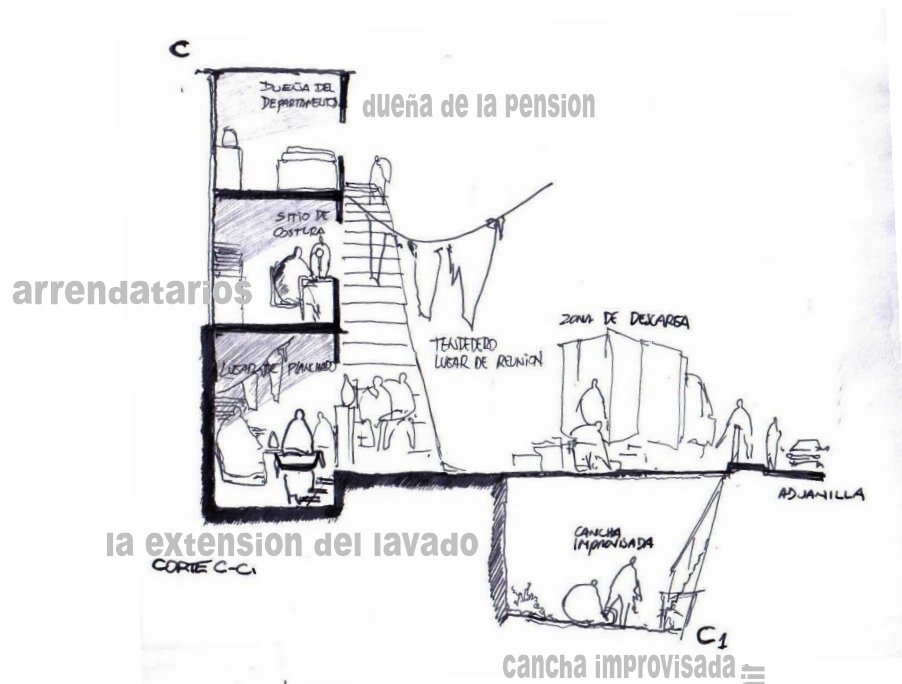 C
DUEÑA DEL
DEPARTAMENTO
dueña de la pension
SITIO DE
COSTURA
arrendatarios
ZONA DE DESCARGA
TENDEDERO
LUGAR DE REUNION
LUGAR DE PLANCHADO
ADUANILLA
la extension del lavado
CANCHA
IMPROVISADA
CORTE C-C1
C1
cancha improvisada